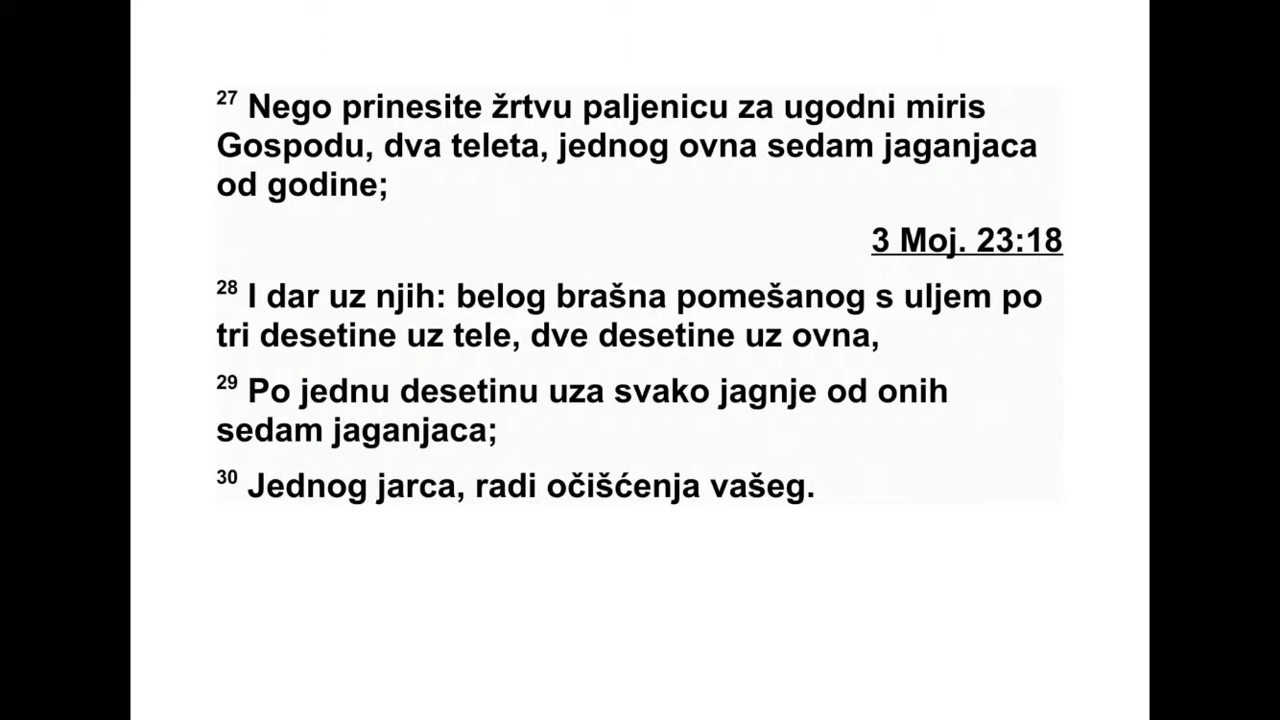 27 Nego prinesite žrtvu paljenicu za ugodni miris
Gospodu, dva teleta, jednog ovna sedam jaganjaca
od godine;
3 Moj. 23:18
28 I dar uz njih: belog brašna pomešanog s uljem po
tri desetine uz tele, dve desetine uz ovna,
29 Po jednu desetinu uza svako jagnje od onih
sedam jaganjaca;
30 Jednog jarca, radi očišćenja vašeg.